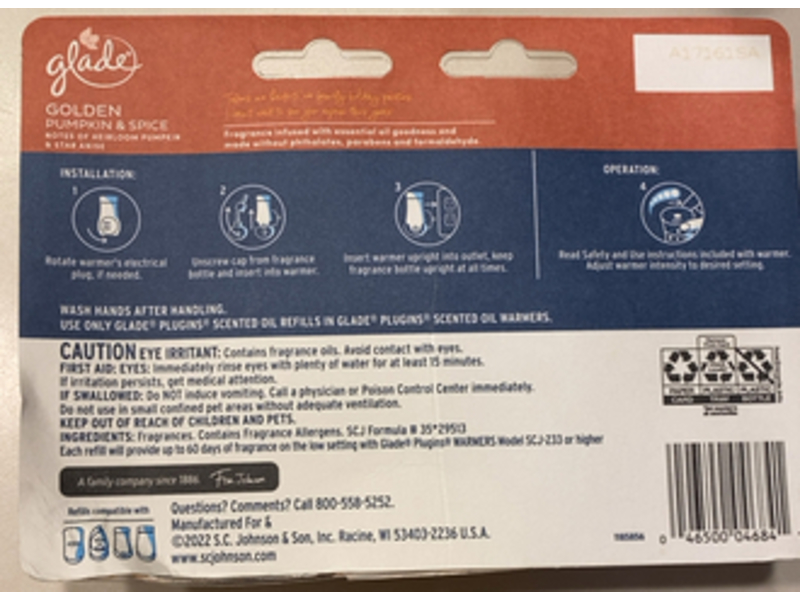 glade
A171615A
GOLDEN
PUMPKIN & SPICE
NOTES OF HEIRLOOM PUMPKIN
& STAR ANISE
Fragrance infused with essential oil goodness and
made without phthalates, parabens and formaldehyde.
INSTALLATION:
OPERATION:
1
2
3
4
Rotate warmer's electrical
plug, if needed.
Unscrew cap from fragrance
bottle and insert into warmer.
Insert warmer upright into outlet, keep
fragrance bottle upright at all times.
Read Safety and Use instructions included with warmer.
Adjust warmer intensity to desired setting.
WASH HANDS AFTER HANDLING.
USE ONLY GLADE® PLUGINS® SCENTED OIL REFILLS IN GLADE® PLUGINS® SCENTED OIL WARMERS.
CAUTION EYE IRRITANT: Contains fragrance oils. Avoid contact with eyes.
FIRST AID: EYES: Immediately rinse eyes with plenty of water for at least 15 minutes.
If irritation persists, get medical attention.
IF SWALLOWED: Do NOT induce vomiting. Call a physician or Poison Control Center immediately.
Do not use in small confined pet areas without adequate ventilation.
KEEP OUT OF REACH OF CHILDREN AND PETS.
INGREDIENTS: Fragrances. Contains Fragrance Allergens. SCJ Formula # 35*29513
Each refill will provide up to 60 days of fragrance on the low setting with Glade® Plugins® WARMERS Model SCJ-233 or higher
PAPER
CARD
TRAY
BOTTLE
A family company since 1886
Refills compatible with
Questions? Comments? Call 800-558-5252.
Manufactured For &
©2022 S.C. Johnson & Son, Inc. Racine, WI 53403-2236 U.S.A.
www.scjohnson.com
1185856
0 46500 04684